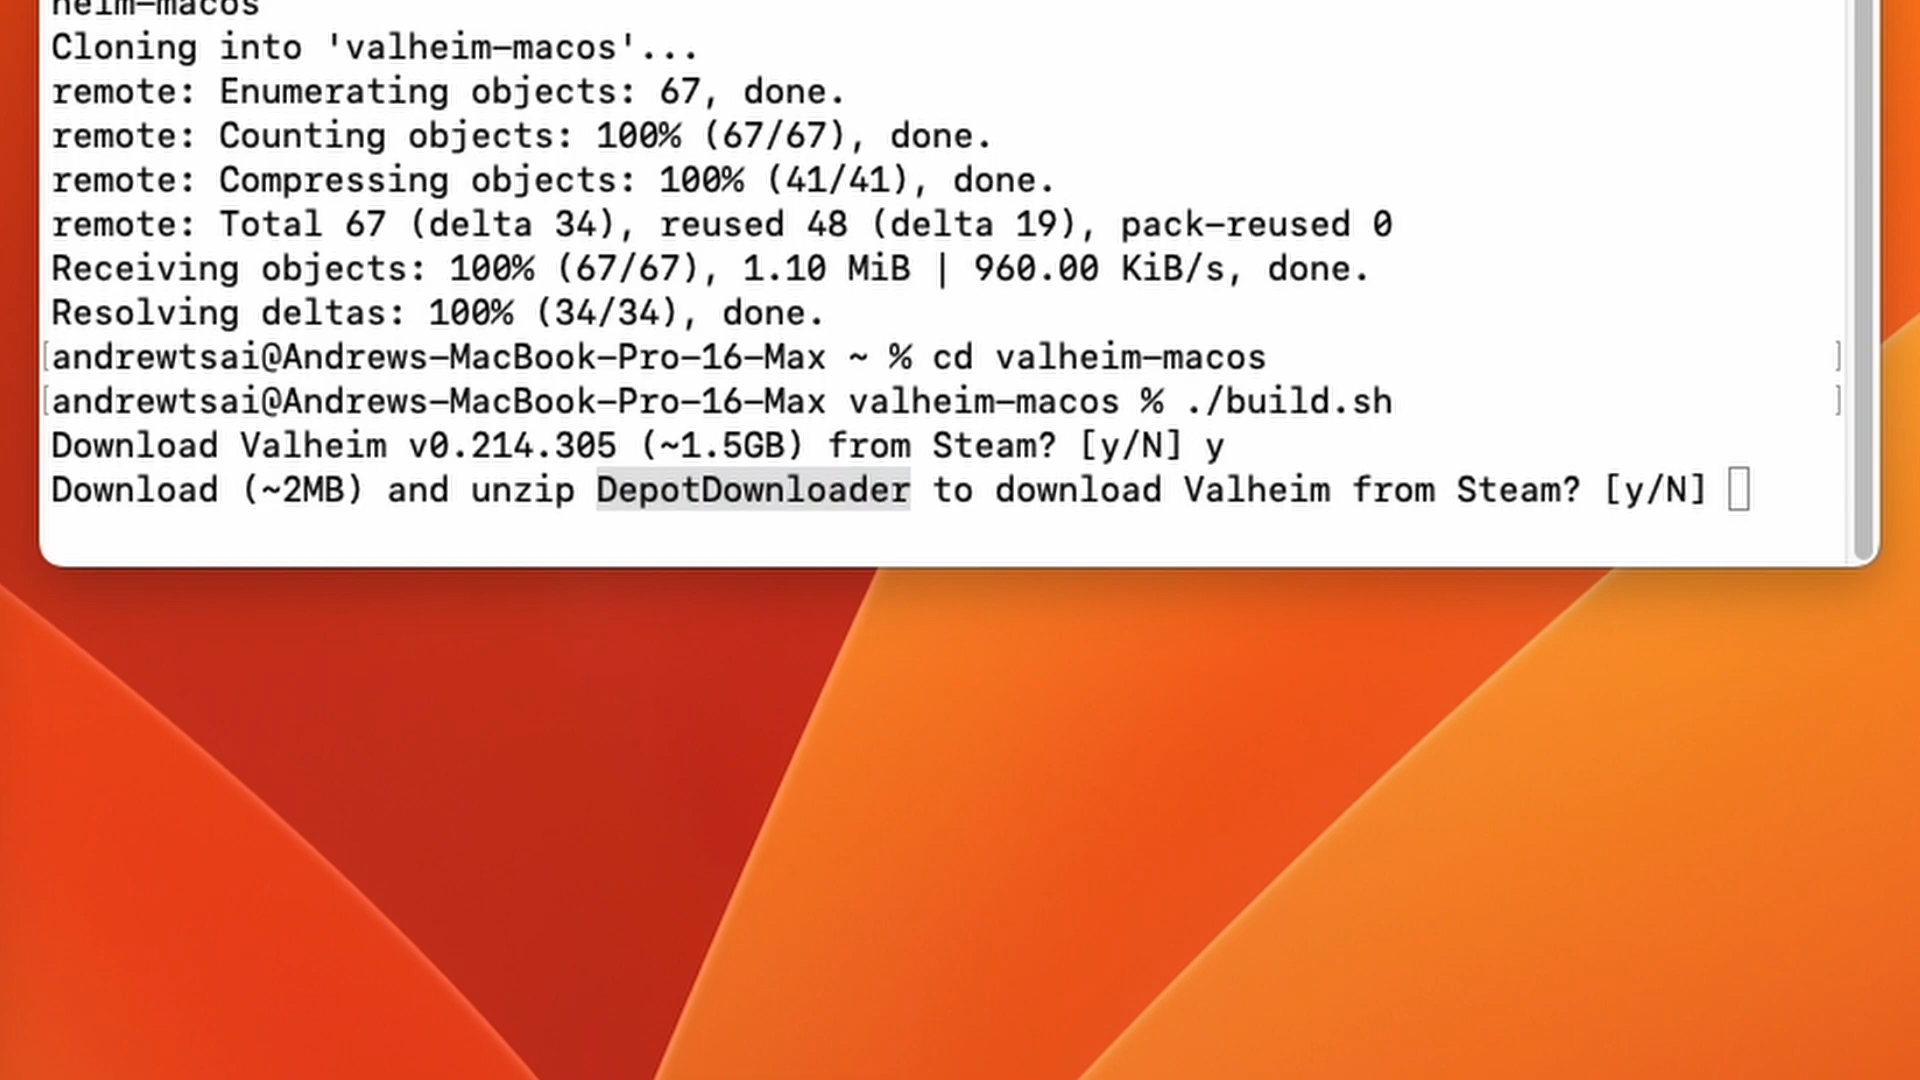 heim-macos
Cloning into 'valheim-macos'...
remote: Enumerating objects: 67, done.
remote: Counting objects: 100% (67/67), done.
remote: Compressing objects: 100% (41/41), done.
remote: Total 67 (delta 34), reused 48 (delta 19), pack-reused 0
Receiving objects: 100% (67/67), 1.10 MiB | 960.00 KiB/s, done.
Resolving deltas: 100% (34/34), done.
[andrewtsai@Andrews-MacBook-Pro-16-Max ~ % cd valheim-macos ]
[andrewtsai@Andrews-MacBook-Pro-16-Max valheim-macos % ./build.sh ]
Download Valheim v0.214.305 (~1.5GB) from Steam? [y/N] y
Download (~2MB) and unzip DepotDownloader to download Valheim from Steam? [y/N]